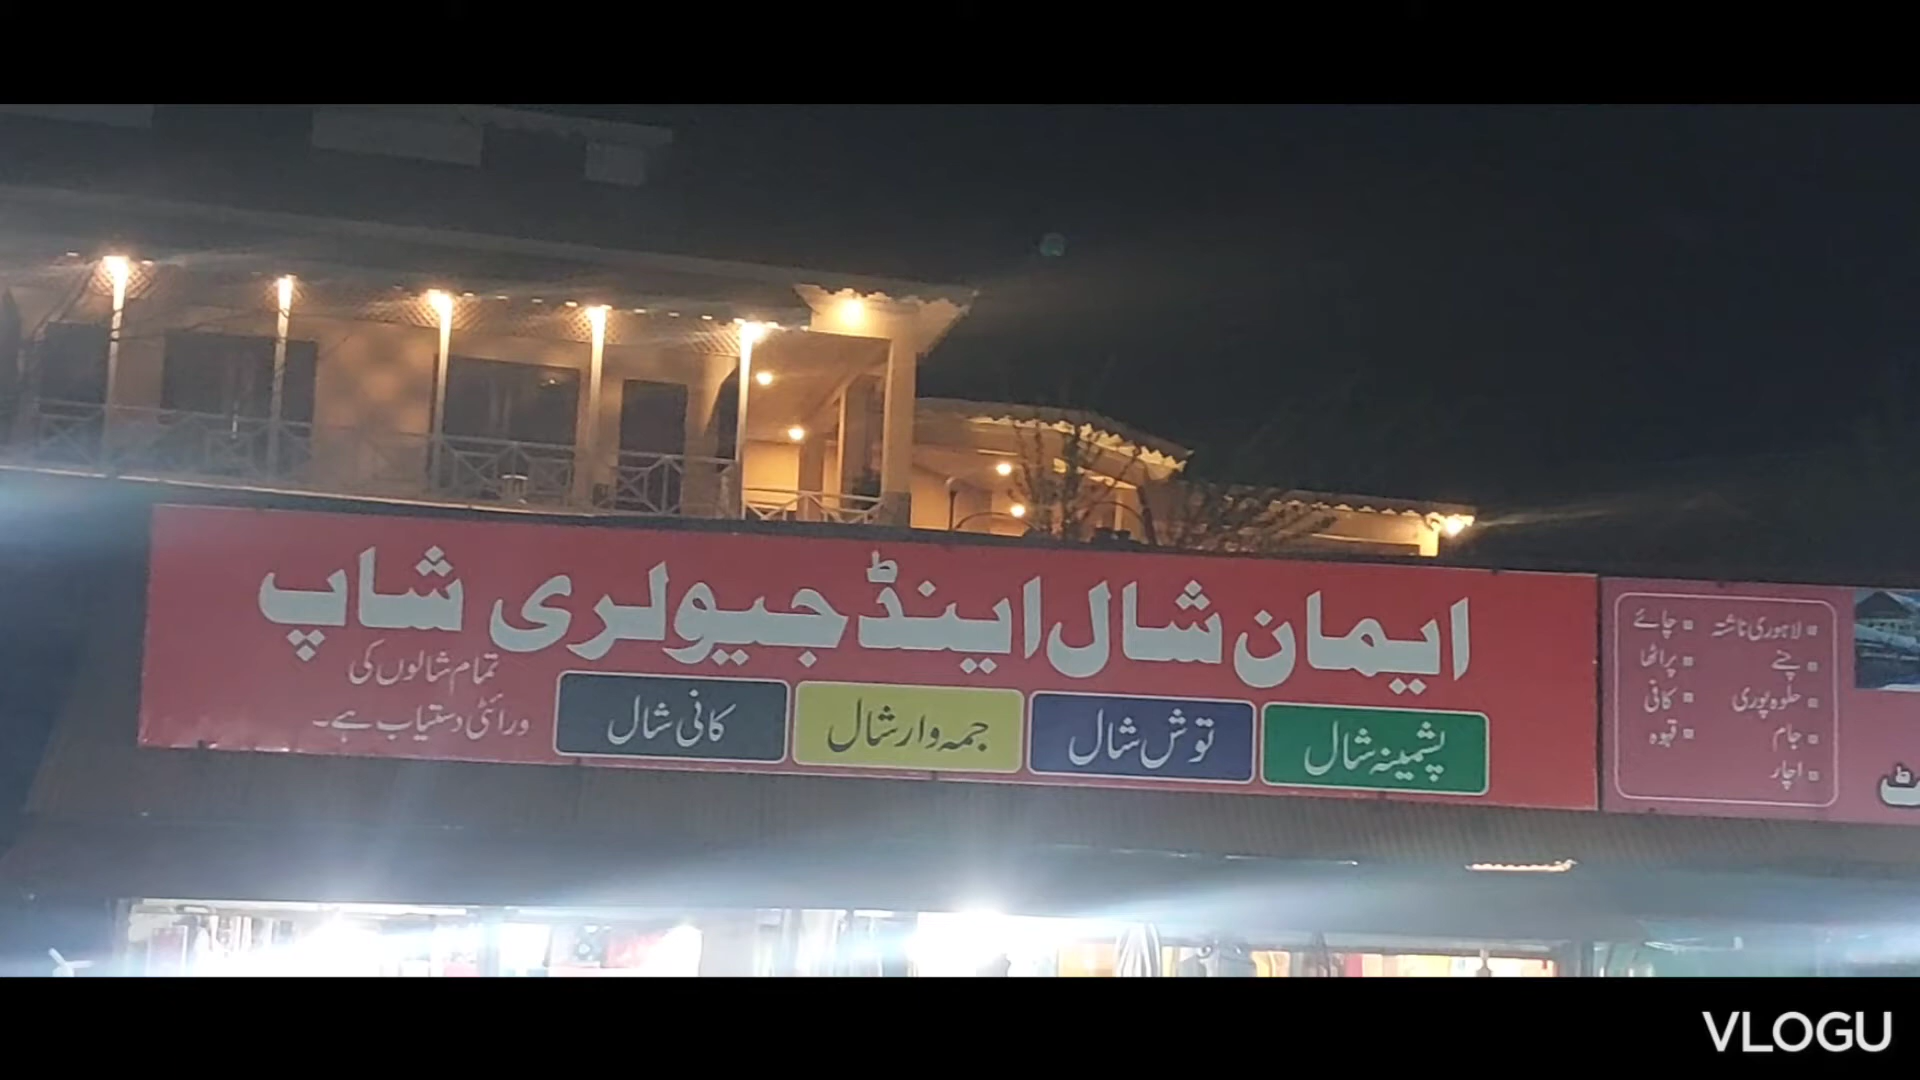 ایمان شال اینڈ جیولری شاپ
پشمینہ شال
توش شال
جمہ وار شال
کانی شال
تمام شالوں کی
ورائٹی دستیاب ہے۔
لاہوری ناشتہ
چنے
حلوہ پوری
جام
اچار
چائے
پراٹھا
کافی
قہوہ
VLOGU